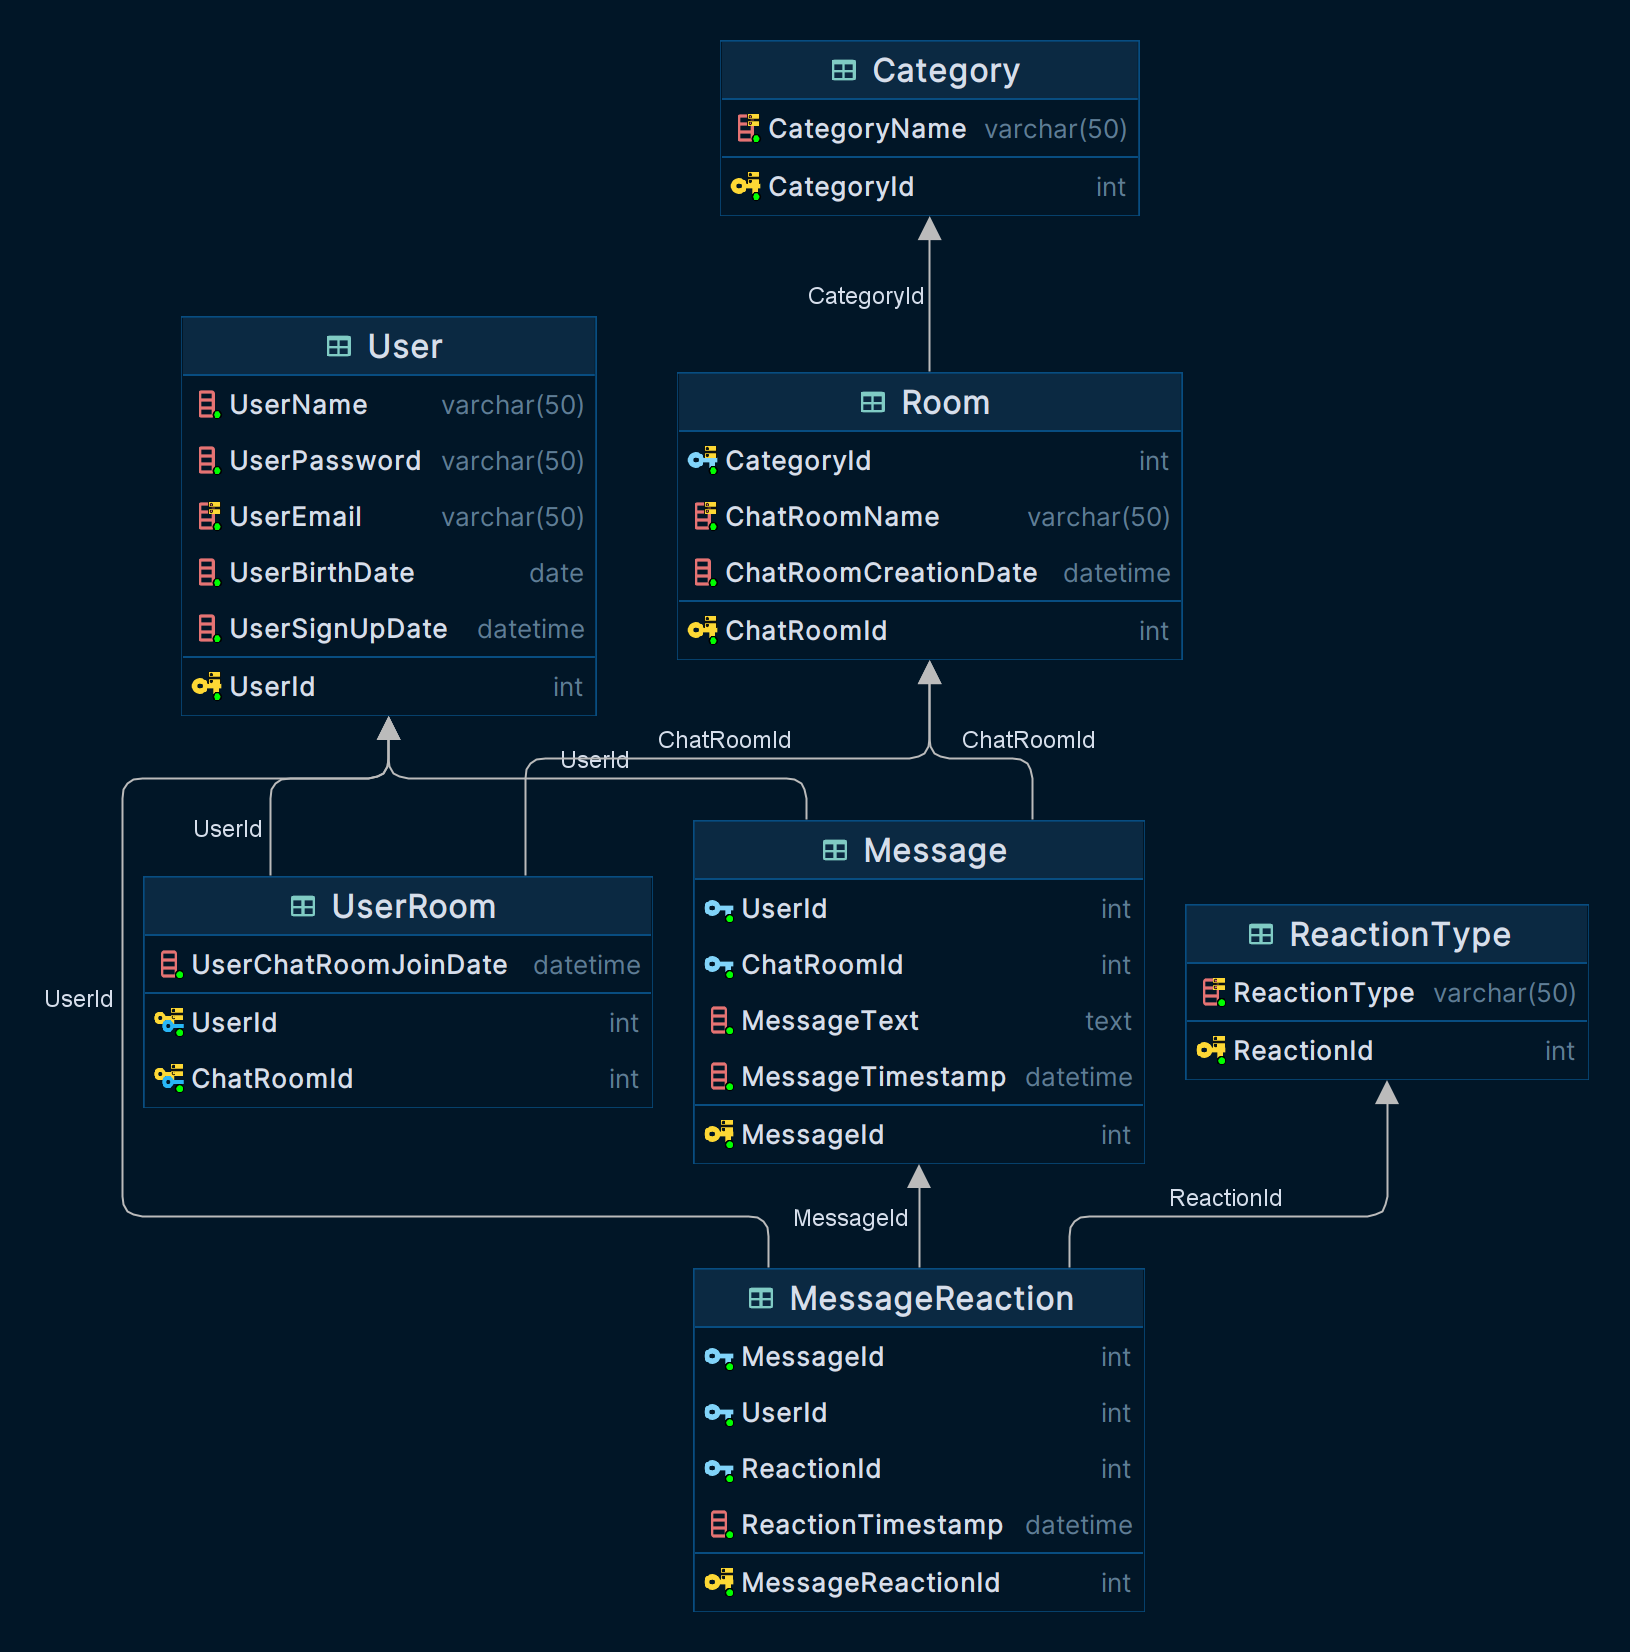 Category
CategoryName varchar(50)
CategoryId int
CategoryId
User
UserName varchar(50)
UserPassword varchar(50)
UserEmail varchar(50)
UserBirthDate date
UserSignUpDate datetime
UserId int
Room
CategoryId int
ChatRoomName varchar(50)
ChatRoomCreationDate datetime
ChatRoomId int
ChatRoomId
ChatRoomId
UserId
UserId
UserId
UserRoom
UserChatRoomJoinDate datetime
UserId int
ChatRoomId int
Message
UserId int
ChatRoomId int
MessageText text
MessageTimestamp datetime
MessageId int
ReactionType
ReactionType varchar(50)
ReactionId int
MessageId
ReactionId
MessageReaction
MessageId int
UserId int
ReactionId int
ReactionTimestamp datetime
MessageReactionId int